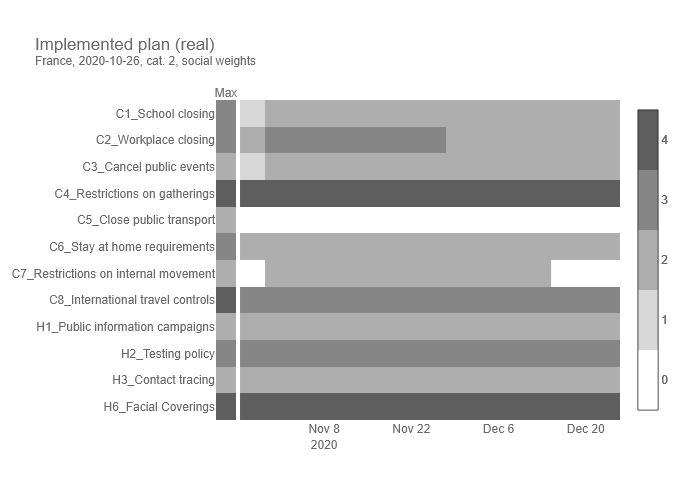 Implemented plan (real)
France, 2020-10-26, cat. 2, social weights
Max
C1_School closing
C2_Workplace closing
C3_Cancel public events
C4_Restrictions on gatherings
C5_Close public transport
C6_Stay at home requirements
C7_Restrictions on internal movement
C8_International travel controls
H1_Public information campaigns
H2_Testing policy
H3_Contact tracing
H6_Facial Coverings
Nov 8
2020
Nov 22
Dec 6
Dec 20
4
3
2
1
0